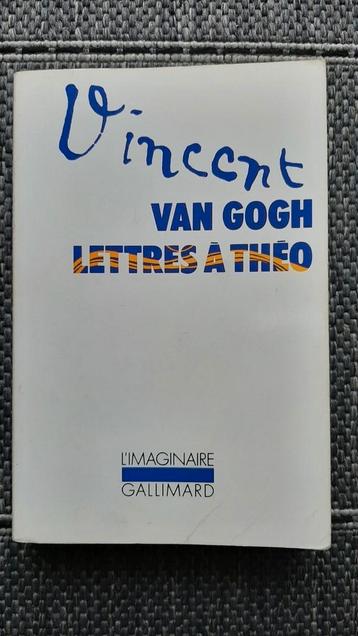 Vincent
VAN GOGH
LETTRES À THÉO
L'IMAGINAIRE
GALLIMARD